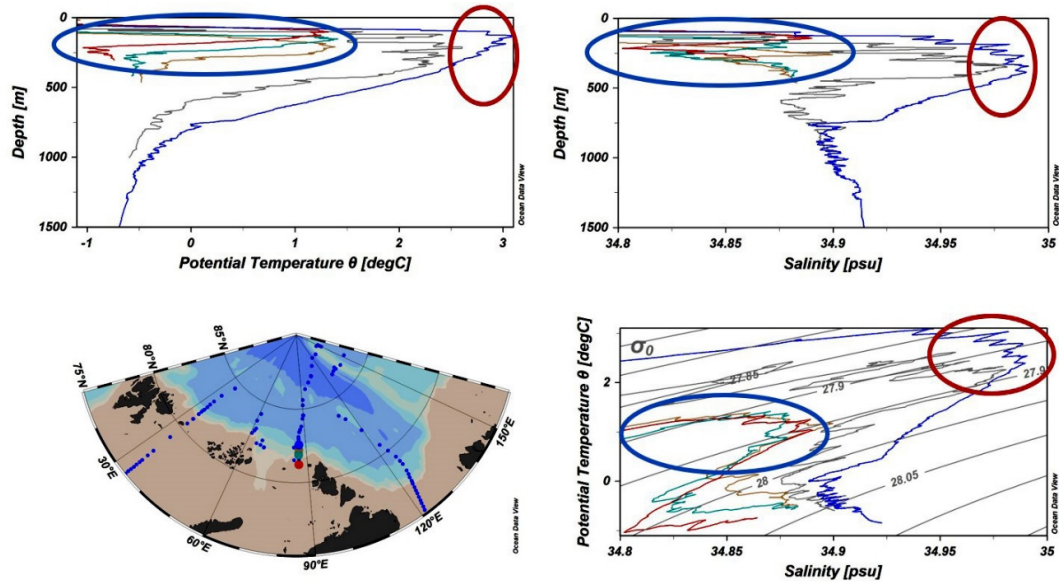 0
500
1000
1500
Depth [m]
-1 0 1 2 3
Potential Temperature θ [degC]
Ocean Data View
0
500
1000
1500
Depth [m]
34.8 34.85 34.9 34.95 35
Salinity [psu]
Ocean Data View
75°N
80°N
85°N
30°E
60°E
90°E
120°E
150°E
Ocean Data View
σ0
27.85
27.9
27.9
28
28.05
2
0
Potential Temperature θ [degC]
34.8 34.85 34.9 34.95 35
Salinity [psu]
Ocean Data View